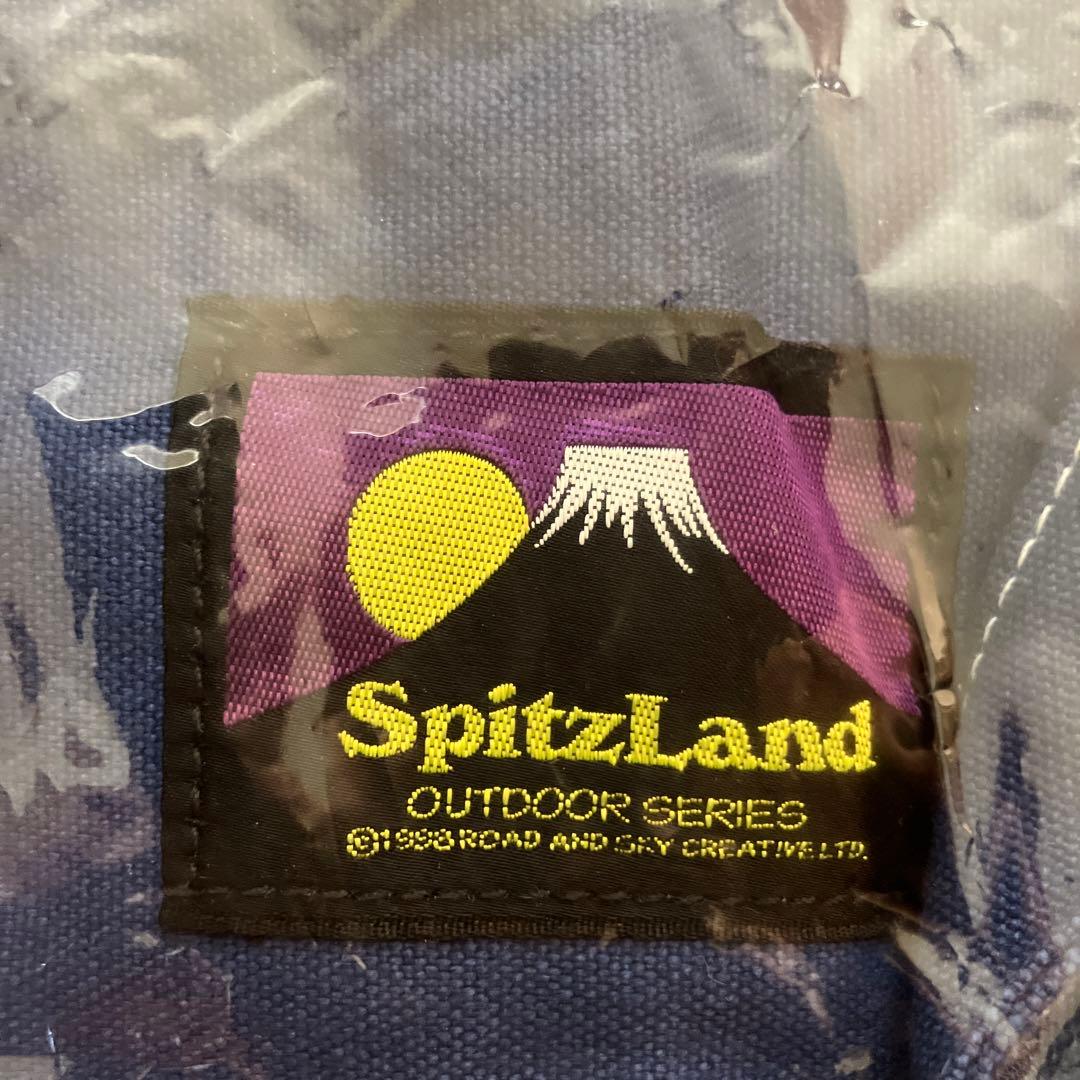 SpitzLand
OUTDOOR SERIES
©1998 ROAD AND SKY CREATIVE LTD.